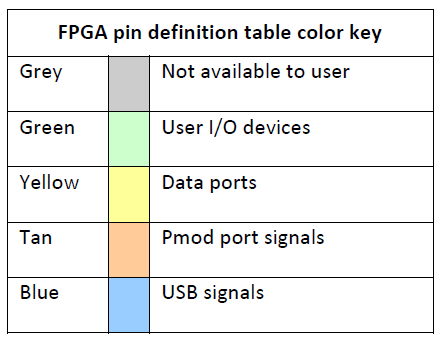 FPGA pin definition table color key
Grey Not available to user
Green User I/O devices
Yellow Data ports
Tan Pmod port signals
Blue USB signals